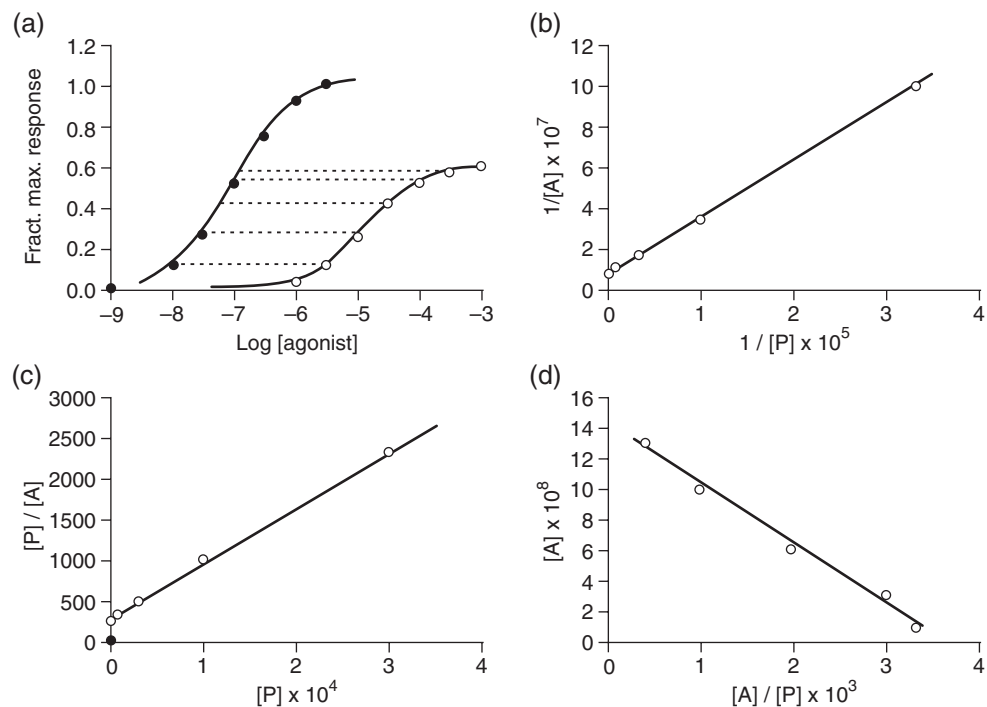 (a)
Fract. max. response
1.2
1.0
0.8
0.6
0.4
0.2
0.0
–9 –8 –7 –6 –5 –4 –3
Log [agonist]
(b)
1/[A] x 10^7
12
10
8
6
4
2
0
0 1 2 3 4
1 / [P] x 10^5
(c)
[P] / [A]
3000
2500
2000
1500
1000
500
0
0 1 2 3 4
[P] x 10^4
(d)
[A] x 10^8
16
14
12
10
8
6
4
2
0
0 1 2 3 4
[A] / [P] x 10^3